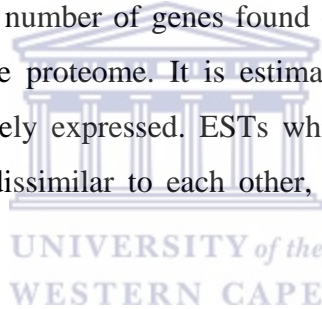 number of genes found
e proteome. It is estima
ely expressed. ESTs wh
dissimilar to each other,
UNIVERSITY of the
WESTERN CAPE